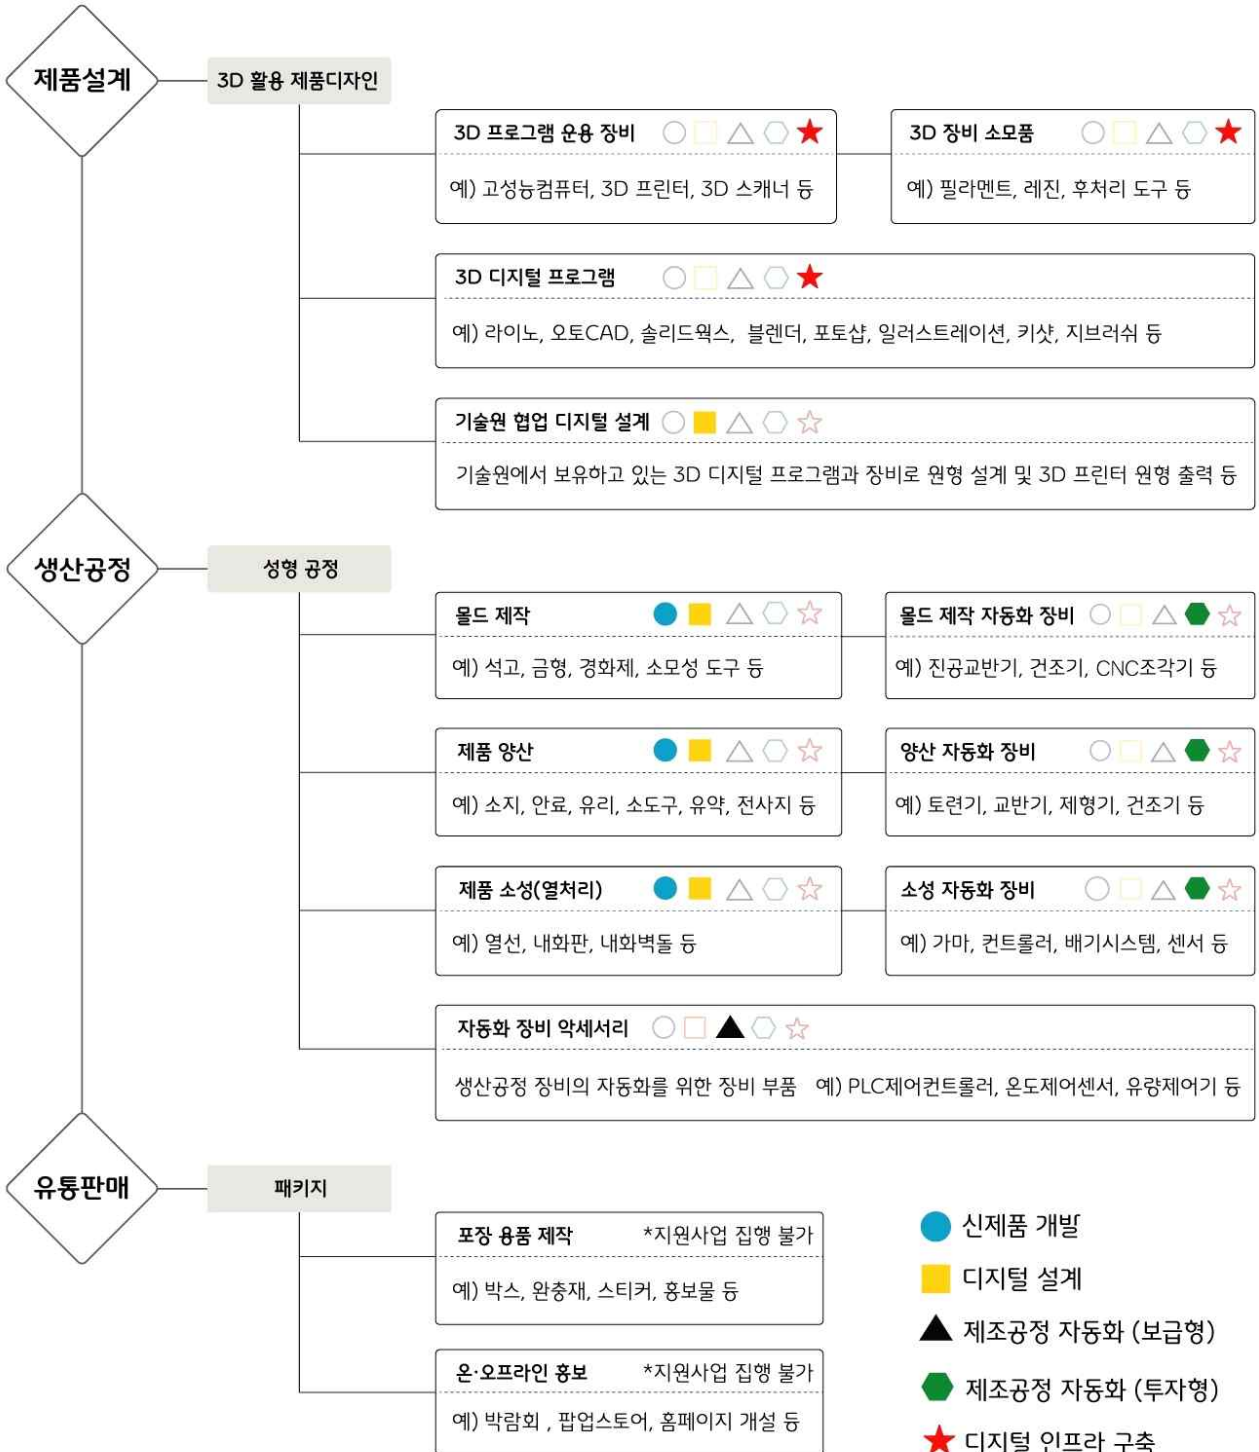 제품설계
3D 활용 제품디자인
3D 프로그램 운용 장비
예) 고성능컴퓨터, 3D 프린터, 3D 스캐너 등
3D 장비 소모품
예) 필라멘트, 레진, 후처리 도구 등
3D 디지털 프로그램
예) 라이노, 오토CAD, 솔리드웍스, 블렌더, 포토샵, 일러스트레이션, 키샷, 지브러쉬 등
기술원 협업 디지털 설계
기술원에서 보유하고 있는 3D 디지털 프로그램과 장비로 원형 설계 및 3D 프린터 원형 출력 등
생산공정
성형 공정
몰드 제작
예) 석고, 금형, 경화제, 소모성 도구 등
몰드 제작 자동화 장비
예) 진공교반기, 건조기, CNC조각기 등
제품 양산
예) 소지, 안료, 유리, 소도구, 유약, 전사지 등
양산 자동화 장비
예) 토련기, 교반기, 제형기, 건조기 등
제품 소성(열처리)
예) 열선, 내화판, 내화벽돌 등
소성 자동화 장비
예) 가마, 컨트롤러, 배기시스템, 센서 등
자동화 장비 악세서리
생산공정 장비의 자동화를 위한 장비 부품 예) PLC제어컨트롤러, 온도제어센서, 유량제어기 등
유통판매
패키지
포장 용품 제작 *지원사업 집행 불가
예) 박스, 완충재, 스티커, 홍보물 등
온·오프라인 홍보 *지원사업 집행 불가
예) 박람회 , 팝업스토어, 홈페이지 개설 등
신제품 개발
디지털 설계
제조공정 자동화 (보급형)
제조공정 자동화 (투자형)
디지털 인프라 구축